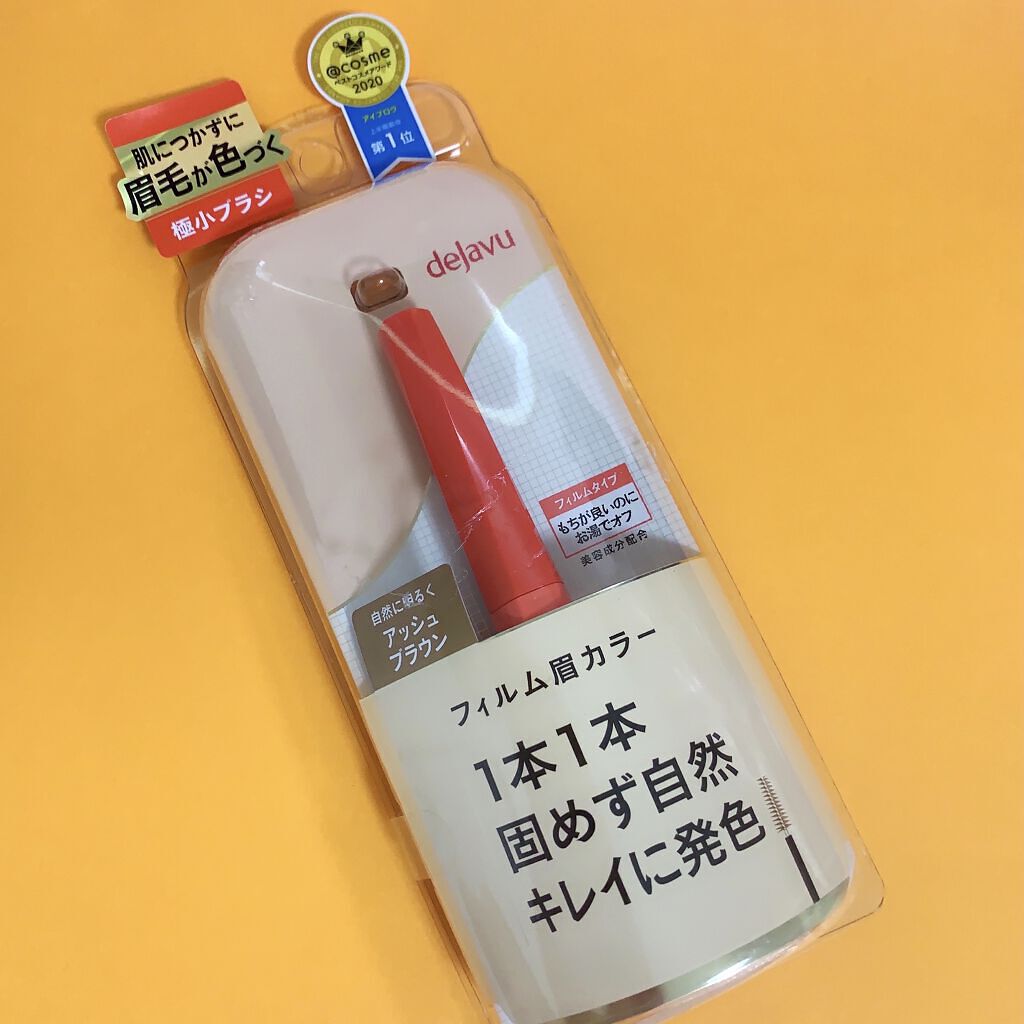 @cosme
ベストコスメアワード
2020
アイブロウ
上半期新作
第1位
肌につかずに
眉毛が色づく
極小ブラシ
dejavu
フィルムタイプ
もちが良いのに
お湯でオフ
美容成分配合
自然に明るく
アッシュ
ブラウン
フィルム眉カラー
1本1本
固めず自然
キレイに発色